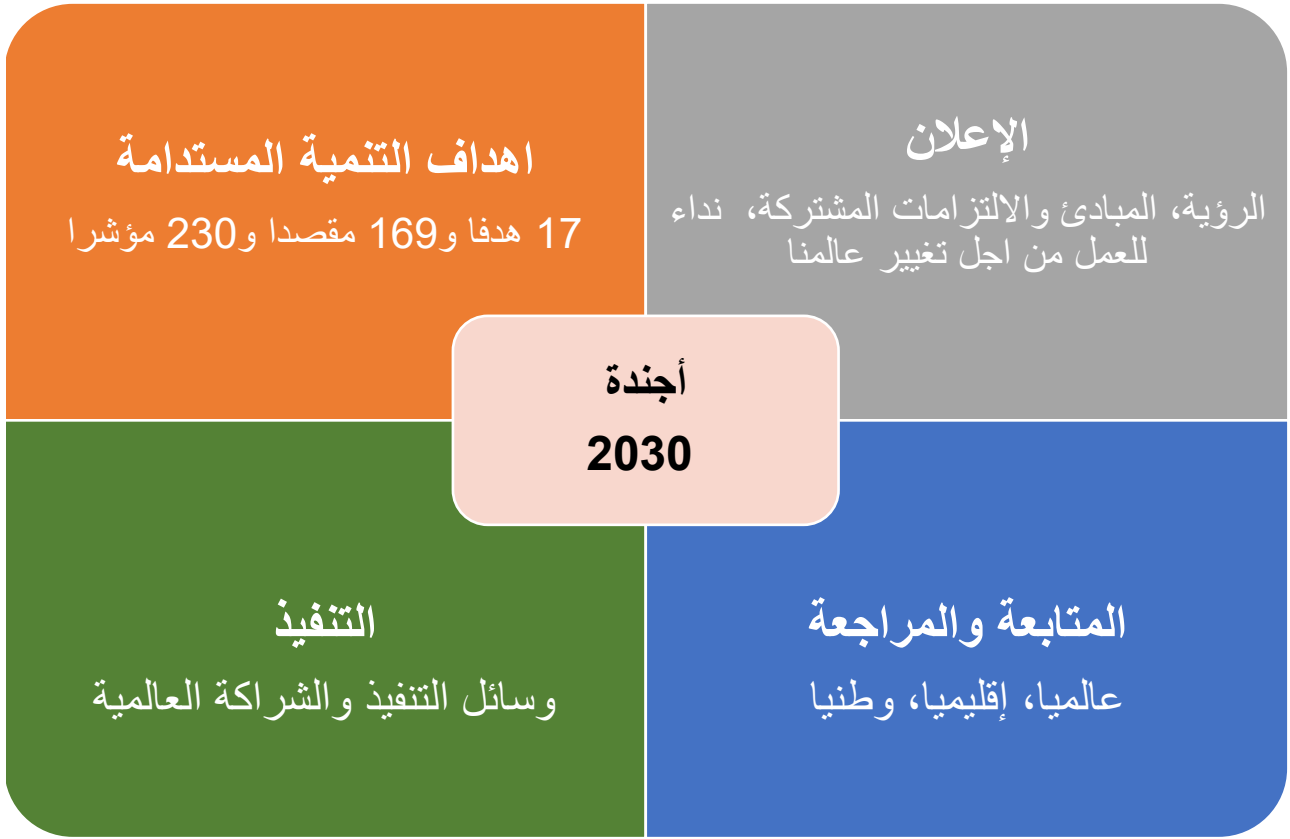 الإعلان
الرؤية، المبادئ والالتزامات المشتركة، نداء
للعمل من اجل تغيير عالمنا
اهداف التنمية المستدامة
17 هدفا و169 مقصدا و230 مؤشرا
أجندة
2030
المتابعة والمراجعة
عالميا، إقليميا، وطنيا
التنفيذ
وسائل التنفيذ والشراكة العالمية